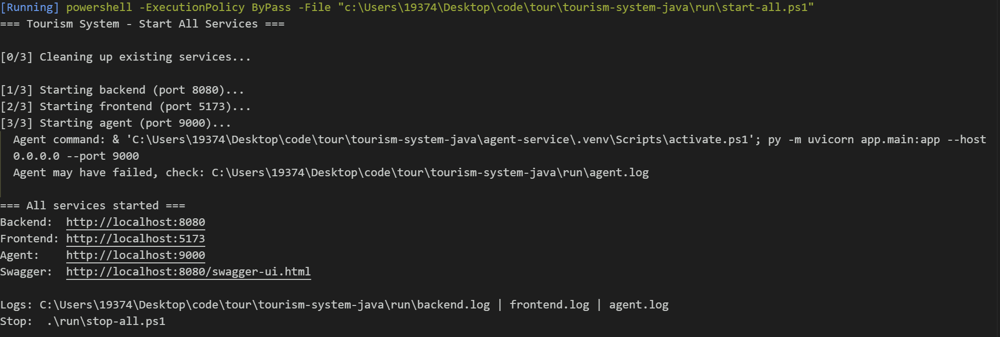 [Running] powershell -ExecutionPolicy ByPass -File "c:\Users\19374\Desktop\code\tour\tourism-system-java\run\start-all.ps1"
=== Tourism System - Start All Services ===
[0/3] Cleaning up existing services...
[1/3] Starting backend (port 8080)...
[2/3] Starting frontend (port 5173)...
[3/3] Starting agent (port 9000)...
Agent command: & 'C:\Users\19374\Desktop\code\tour\tourism-system-java\agent-service\.venv\Scripts\activate.ps1'; py -m uvicorn app.main:app --host
0.0.0.0 --port 9000
Agent may have failed, check: C:\Users\19374\Desktop\code\tour\tourism-system-java\run\agent.log
=== All services started ===
Backend:  http://localhost:8080
Frontend: http://localhost:5173
Agent:    http://localhost:9000
Swagger:  http://localhost:8080/swagger-ui.html
Logs: C:\Users\19374\Desktop\code\tour\tourism-system-java\run\backend.log | frontend.log | agent.log
Stop:  .\run\stop-all.ps1